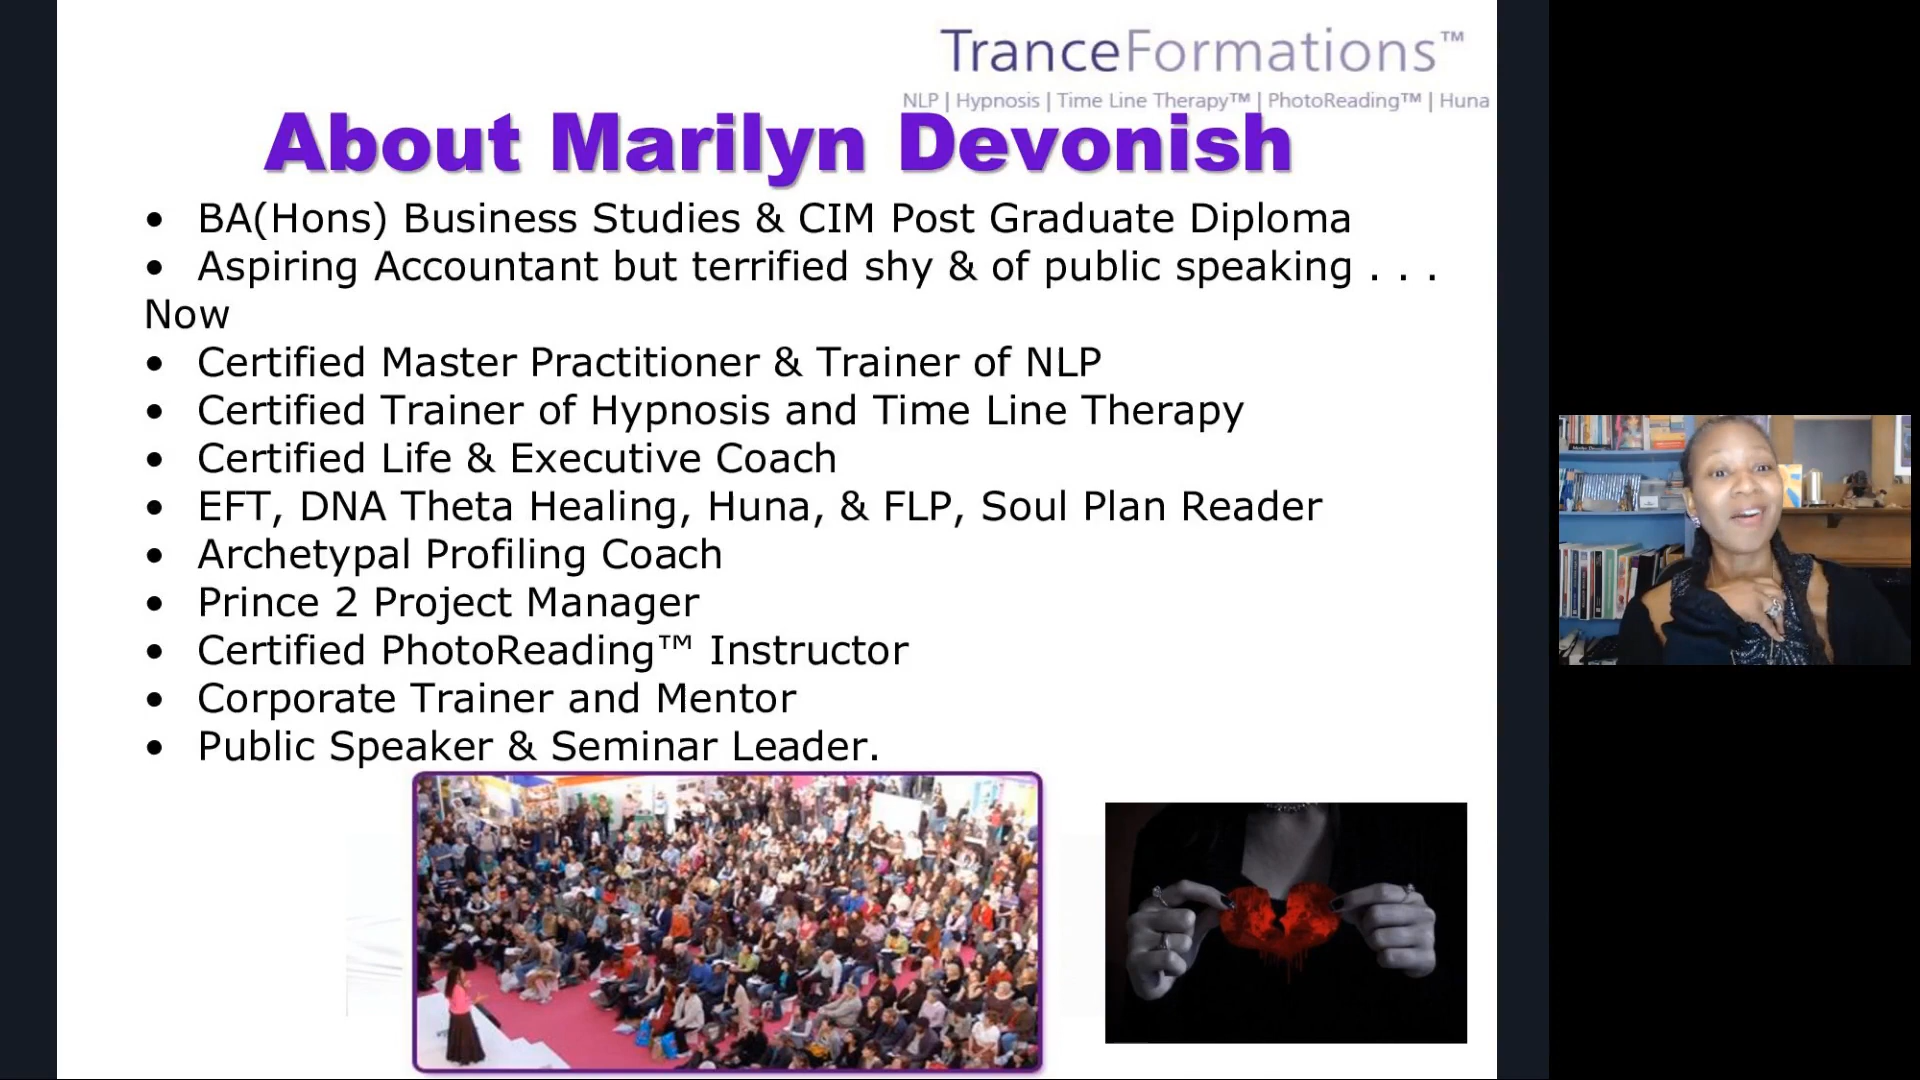 TranceFormations™
NLP | Hypnosis | Time Line Therapy™ | PhotoReading™ | Huna
About Marilyn Devonish
• BA(Hons) Business Studies & CIM Post Graduate Diploma
• Aspiring Accountant but terrified shy & of public speaking . . .
Now
• Certified Master Practitioner & Trainer of NLP
• Certified Trainer of Hypnosis and Time Line Therapy
• Certified Life & Executive Coach
• EFT, DNA Theta Healing, Huna, & FLP, Soul Plan Reader
• Archetypal Profiling Coach
• Prince 2 Project Manager
• Certified PhotoReading™ Instructor
• Corporate Trainer and Mentor
• Public Speaker & Seminar Leader.